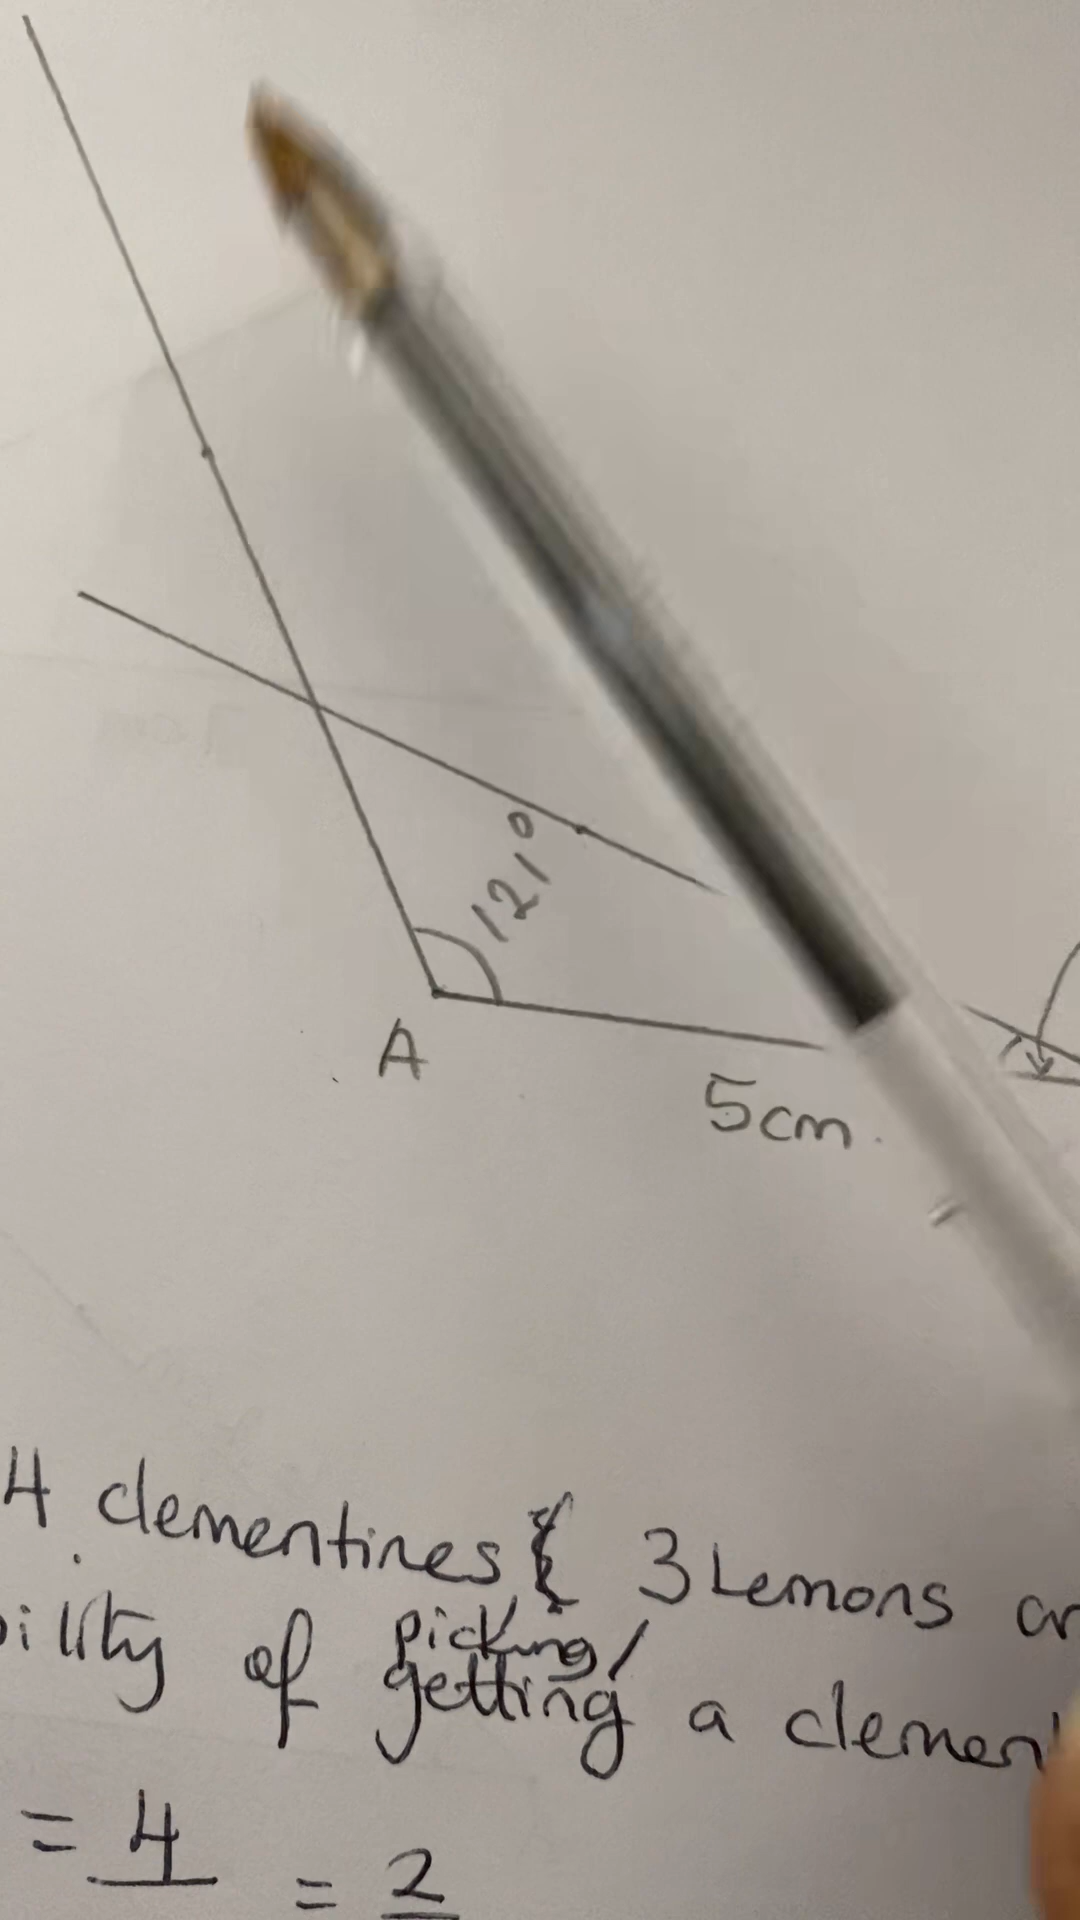 121°
A
5cm
4 clementines & 3 Lemons
of picking/
getting a
= 4
= 2